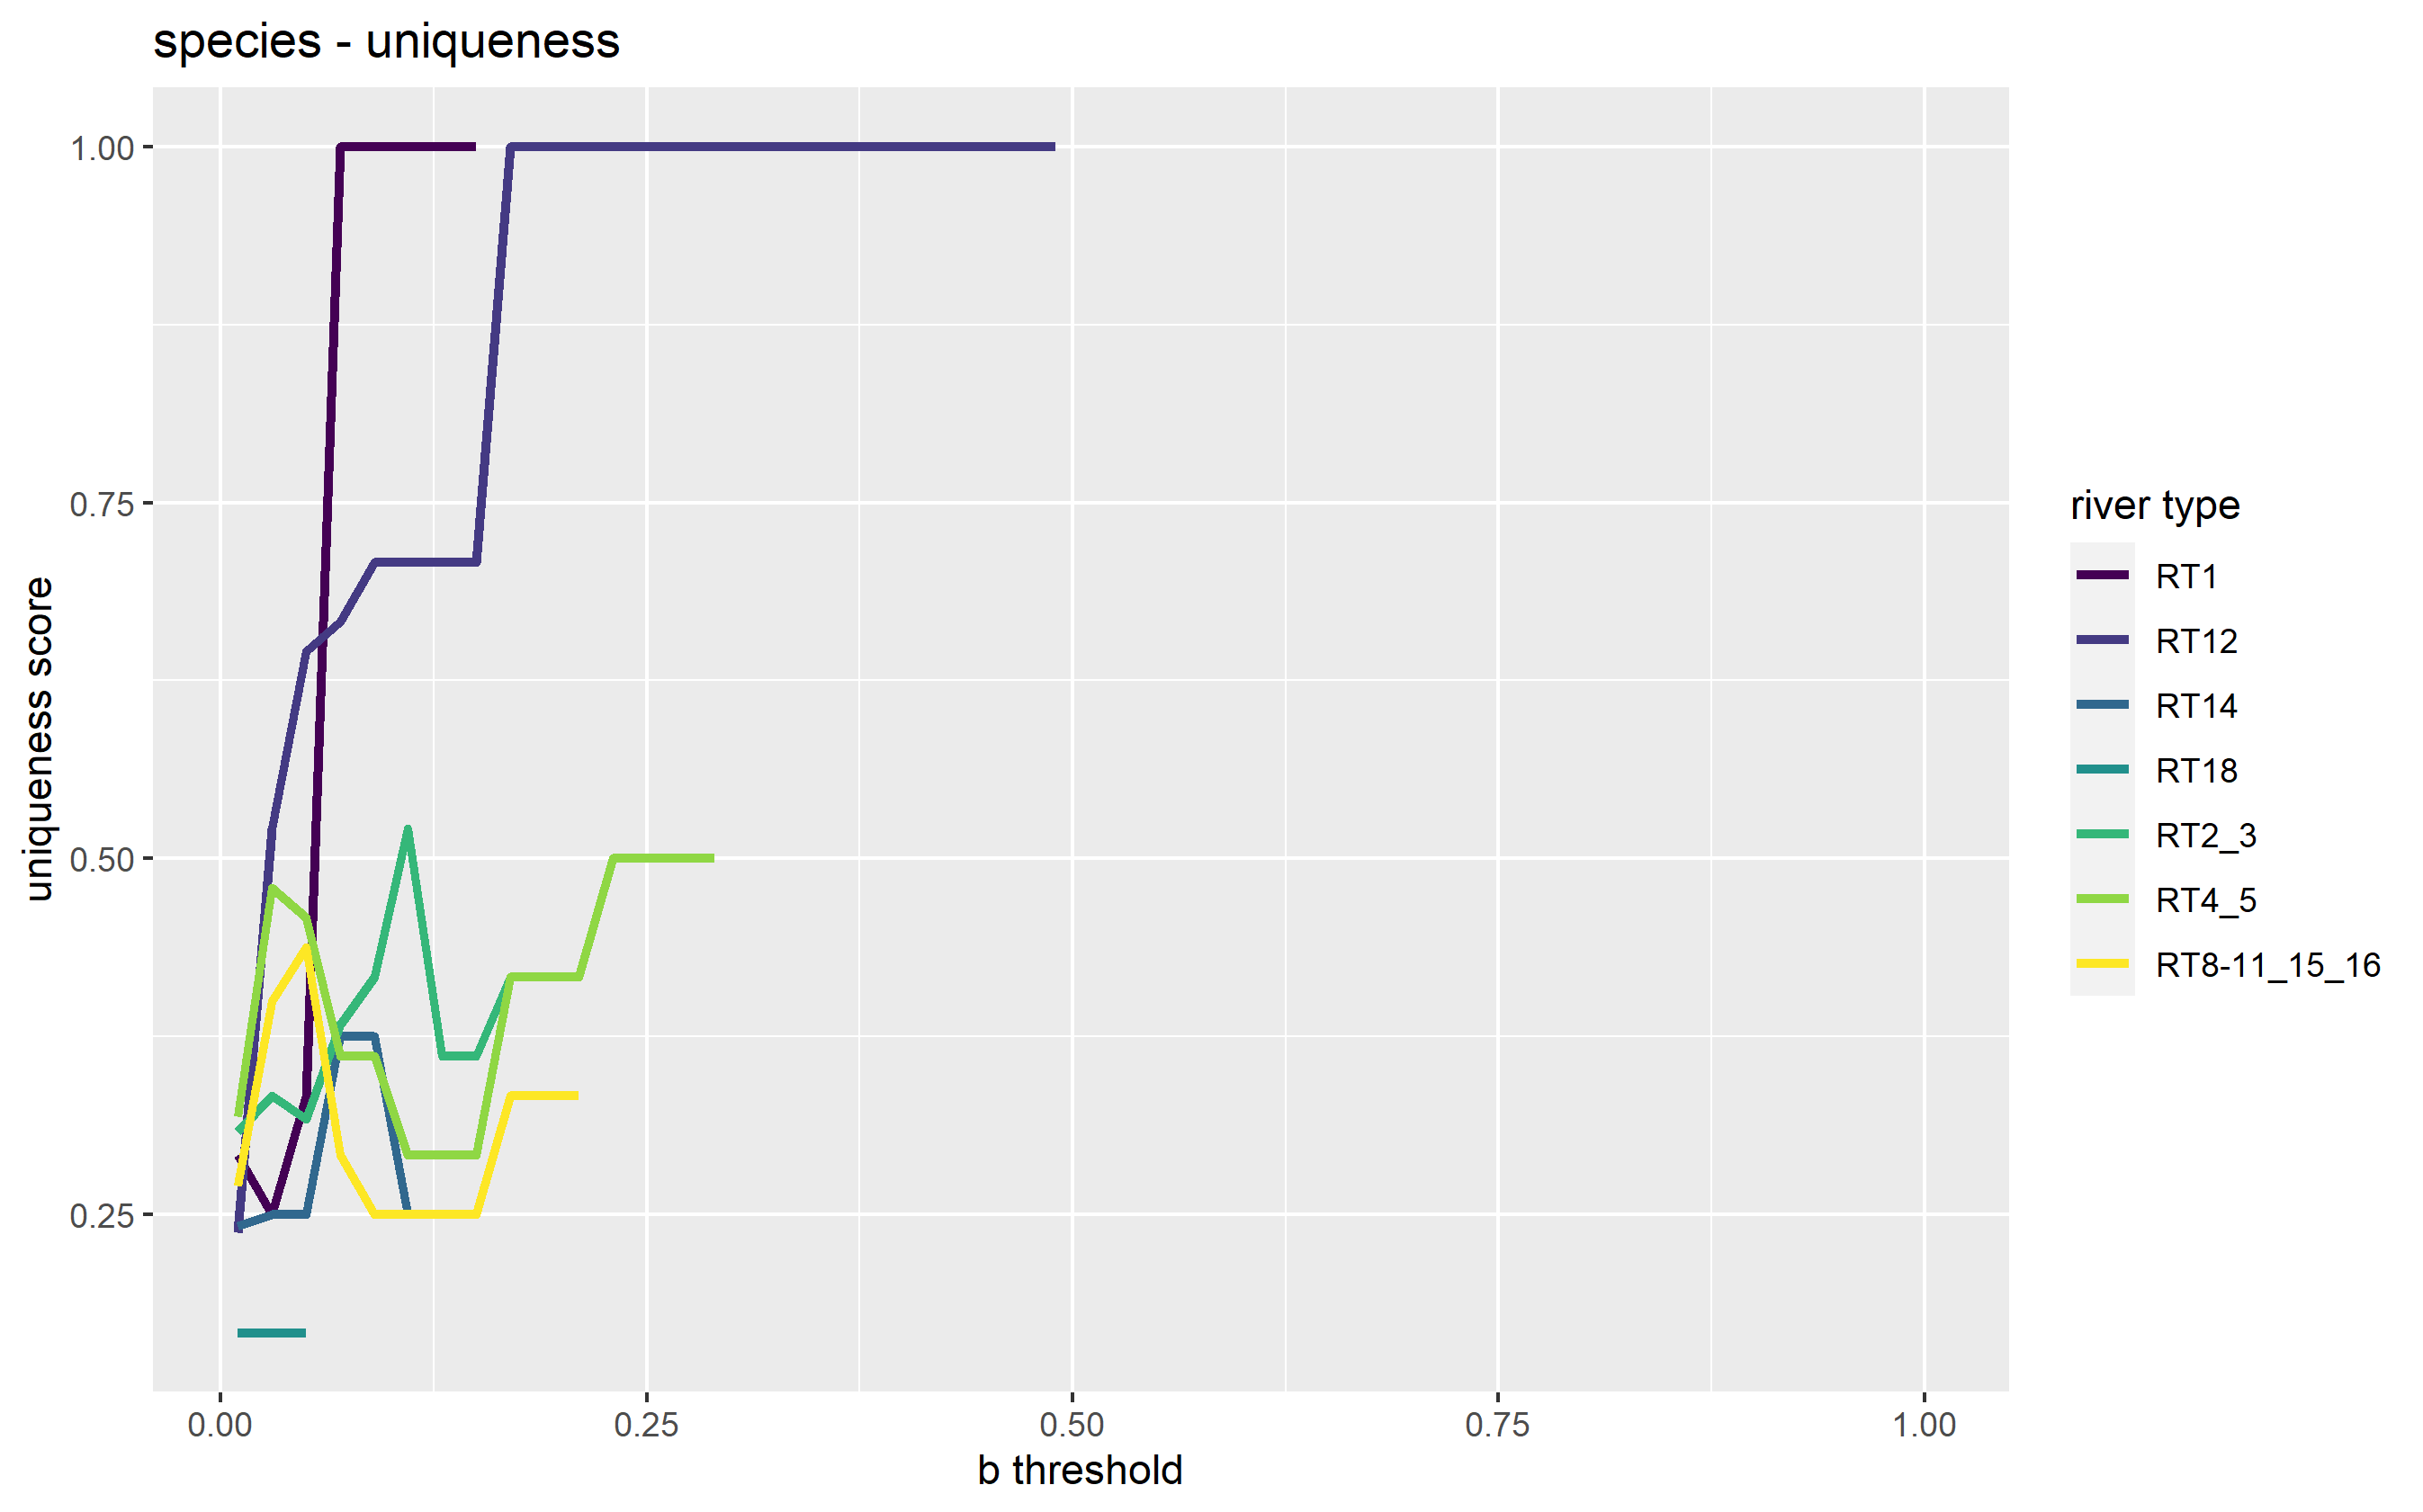 species - uniqueness
1.00
0.75
0.50
0.25
uniqueness score
0.00 0.25 0.50 0.75 1.00
b threshold
river type
RT1
RT12
RT14
RT18
RT2_3
RT4_5
RT8-11_15_16